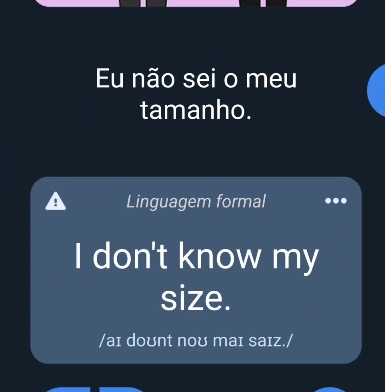 Eu não sei o meu
tamanho.
Linguagem formal
I don't know my
size.
/aɪ doʊnt noʊ maɪ saɪz./